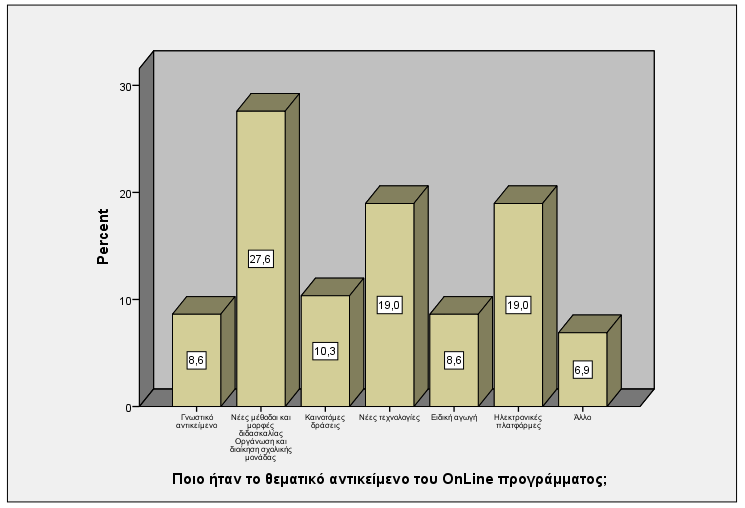 Percent
30
20
10
0
8,6
27,6
10,3
19,0
8,6
19,0
6,9
Γνωστικό
αντικείμενο
Νέες μέθοδοι και
μορφές
διδασκαλίας
Οργάνωση και
διοίκηση σχολικής
μονάδας
Καινοτόμες
δράσεις
Νέες τεχνολογίες
Ειδική αγωγή
Ηλεκτρονικές
πλατφόρμες
Άλλο
Ποιο ήταν το θεματικό αντικείμενο του OnLine προγράμματος;